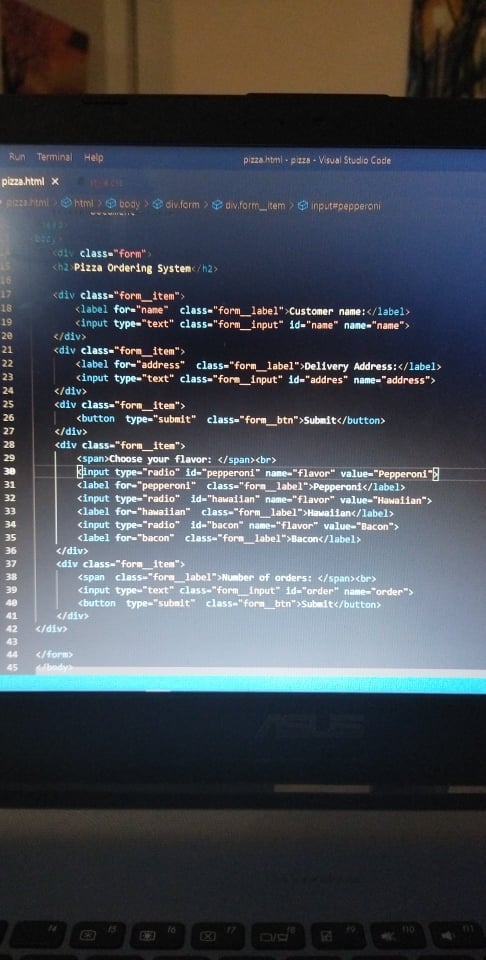 Run Terminal Help pizza.html - pizza - Visual Studio Code
pizza.html ×
pizza.html > html > body > div.form > div.form__item > input#pepperoni
<body>
<div class="form">
15 <h2>Pizza Ordering System</h2>
16
17 <div class="form__item">
18 <label for="name" class="form__label">Customer name:</label>
19 <input type="text" class="form__input" id="name" name="name">
20 </div>
21 <div class="form__item">
22 <label for="address" class="form__label">Delivery Address:</label>
23 <input type="text" class="form__input" id="addres" name="address">
24 </div>
25 <div class="form__item">
26 <button type="submit" class="form__btn">Submit</button>
27 </div>
28 <div class="form__item">
29 <span>Choose your flavor: </span><br>
30 <input type="radio" id="pepperoni" name="flavor" value="Pepperoni">
31 <label for="pepperoni" class="form__label">Pepperoni</label>
32 <input type="radio" id="hawaiian" name="flavor" value="Hawaiian">
33 <label for="hawaiian" class="form__label">Hawaiian</label>
34 <input type="radio" id="bacon" name="flavor" value="Bacon">
35 <label for="bacon" class="form__label">Bacon</label>
36 </div>
37 <div class="form__item">
38 <span class="form__label">Number of orders: </span><br>
39 <input type="text" class="form__input" id="order" name="order">
40 <button type="submit" class="form__btn">Submit</button>
41 </div>
42 </div>
43
44 </form>
45 </body>
ASUS
f4 f5 f6 f7 f8 f9 f10 f11